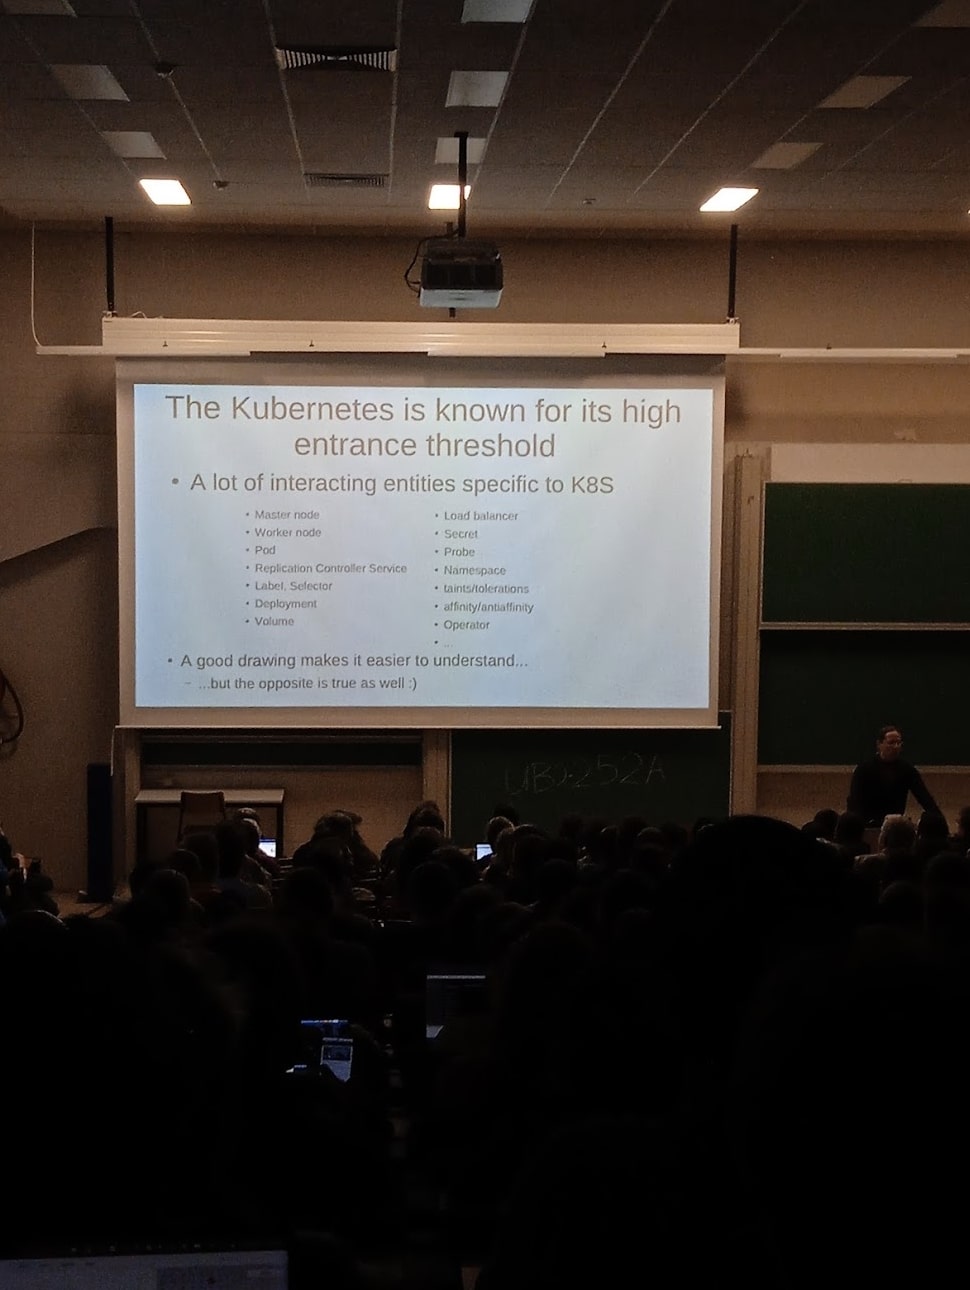 The Kubernetes is known for its high
entrance threshold
• A lot of interacting entities specific to K8S
• Master node
• Worker node
• Pod
• Replication Controller Service
• Label, Selector
• Deployment
• Volume
• Load balancer
• Secret
• Probe
• Namespace
• taints/tolerations
• affinity/antiaffinity
• Operator
• ...
• A good drawing makes it easier to understand...
– ...but the opposite is true as well :)